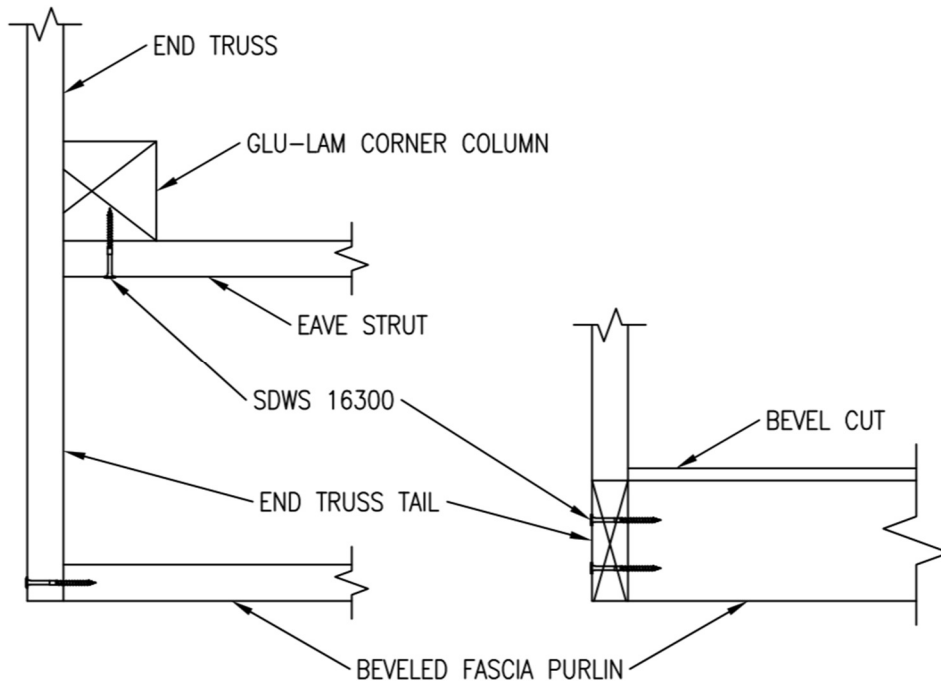 END TRUSS
GLU-LAM CORNER COLUMN
EAVE STRUT
SDWS 16300
BEVEL CUT
END TRUSS TAIL
BEVELED FASCIA PURLIN